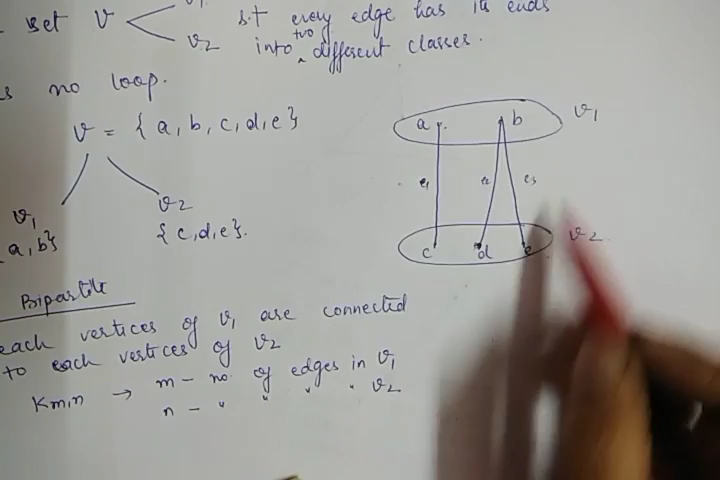 set V v1 s.t every edge has its ends
v2 into two different classes.
s no loop.
V = {a, b, c, d, e}
v1 v2
a, b} {c, d, e}.
a b v1
e1 e2 e3
c d e v2
Bipartite
each vertices of v1 are connected
to each vertices of v2
Km,n → m - no of edges in v1
n - " " " " v2